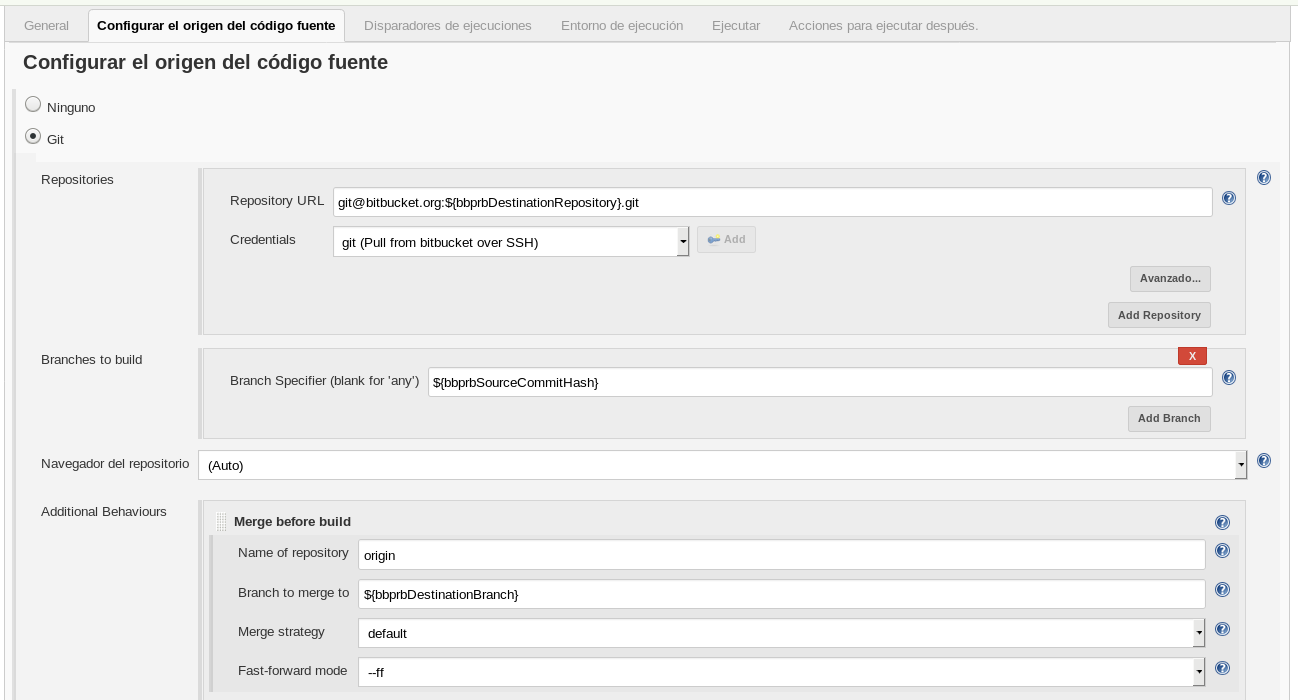 General Configurar el origen del código fuente Disparadores de ejecuciones Entorno de ejecución Ejecutar Acciones para ejecutar después.
Configurar el origen del código fuente
Ninguno
Git
Repositories
Repository URL git@bitbucket.org:${bbprbDestinationRepository}.git
Credentials git (Pull from bitbucket over SSH) Add
Avanzado...
Add Repository
Branches to build
X
Branch Specifier (blank for 'any') ${bbprbSourceCommitHash}
Add Branch
Navegador del repositorio (Auto)
Additional Behaviours
Merge before build
Name of repository origin
Branch to merge to ${bbprbDestinationBranch}
Merge strategy default
Fast-forward mode --ff